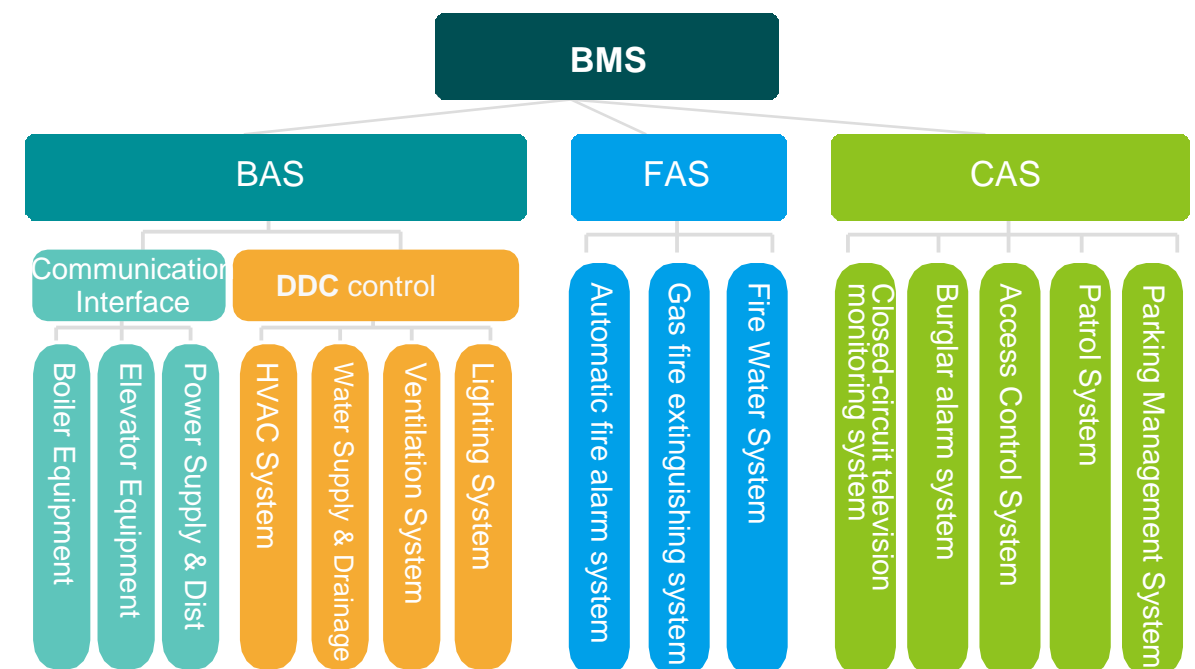 BMS
BAS
FAS
CAS
Communication
Interface
DDC control
Boiler Equipment
Elevator Equipment
Power Supply & Dist
HVAC System
Water Supply & Drainage
Ventilation System
Lighting System
Automatic fire alarm system
Gas fire extinguishing system
Fire Water System
Closed-circuit television
monitoring system
Burglar alarm system
Access Control System
Patrol System
Parking Management System